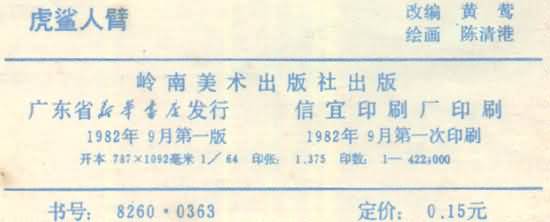 虎鲨人臂
改编 黄莺
绘画 陈清港
岭南美术出版社出版
广东省新华书店发行 信宜印刷厂印刷
1982年9月第一版 1982年9月第一次印刷
开本 787×1092毫米 1/64 印张：1.375 印数：1—422,000
书号：8260·0363 定价：0.15元